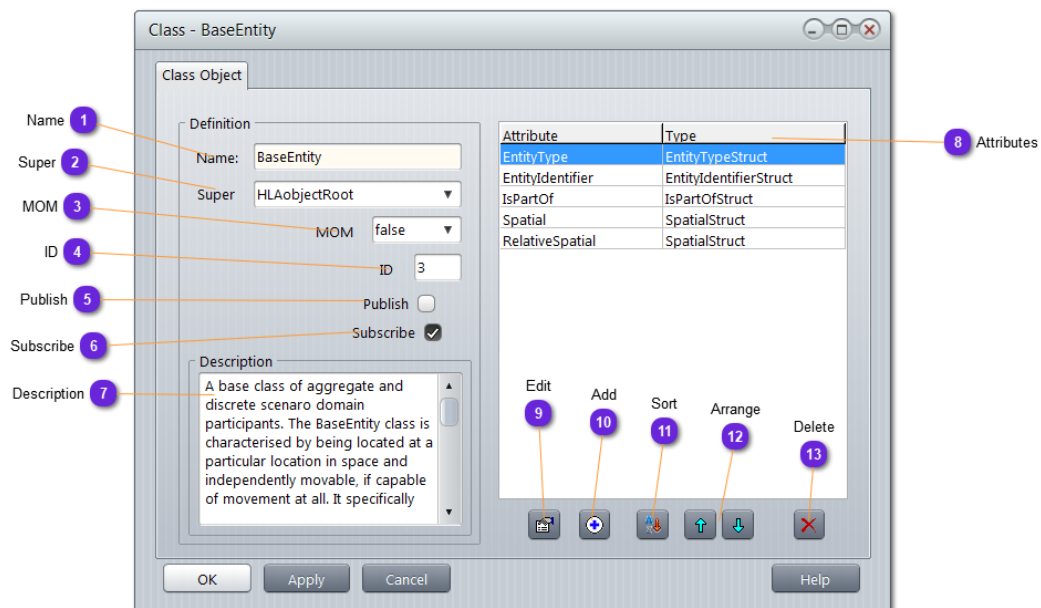 Class - BaseEntity
Class Object
Name 1
Super 2
MOM 3
ID 4
Publish 5
Subscribe 6
Description 7
Definition
Name: BaseEntity
Super HLAobjectRoot
MOM false
ID 3
Publish
Subscribe
Description
A base class of aggregate and
discrete scenaro domain
participants. The BaseEntity class is
characterised by being located at a
particular location in space and
independently movable, if capable
of movement at all. It specifically
Attribute Type
EntityType EntityTypeStruct
EntityIdentifier EntityIdentifierStruct
IsPartOf IsPartOfStruct
Spatial SpatialStruct
RelativeSpatial SpatialStruct
8 Attributes
Edit
9
Add
10
Sort
11
Arrange
12
Delete
13
OK
Apply
Cancel
Help